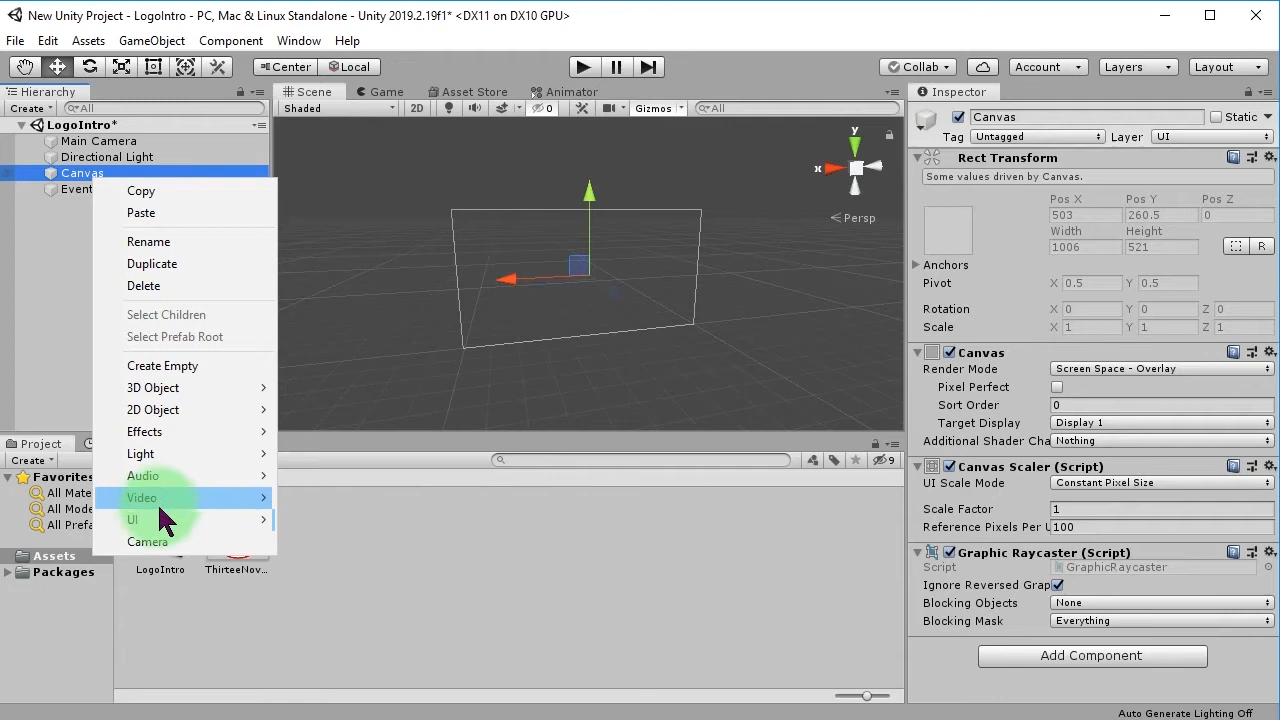 New Unity Project - LogoIntro - PC, Mac & Linux Standalone - Unity 2019.2.19f1* <DX11 on DX10 GPU>
File Edit Assets GameObject Component Window Help
Center Local Collab Account Layers Layout
Hierarchy
Create All
LogoIntro*
Main Camera
Directional Light
Canvas
Event
Copy
Paste
Rename
Duplicate
Delete
Select Children
Select Prefab Root
Create Empty
3D Object
2D Object
Effects
Light
Audio
Video
UI
Camera
Scene Game Asset Store Animator
Shaded 2D 0 Gizmos All
y
x
Persp
Project
Create
9
Favorites
All Mate
All Mode
All Prefa
Assets
Packages
LogoIntro ThirteeNov...
Inspector
Canvas Static
Tag Untagged Layer UI
Rect Transform
Some values driven by Canvas.
Pos X Pos Y Pos Z
503 260.5 0
Width Height
1006 521 R
Anchors
Pivot X 0.5 Y 0.5
Rotation X 0 Y 0 Z 0
Scale X 1 Y 1 Z 1
Canvas
Render Mode Screen Space - Overlay
Pixel Perfect
Sort Order 0
Target Display Display 1
Additional Shader Cha Nothing
Canvas Scaler (Script)
UI Scale Mode Constant Pixel Size
Scale Factor 1
Reference Pixels Per U 100
Graphic Raycaster (Script)
Script GraphicRaycaster
Ignore Reversed Grap
Blocking Objects None
Blocking Mask Everything
Add Component
Auto Generate Lighting Off